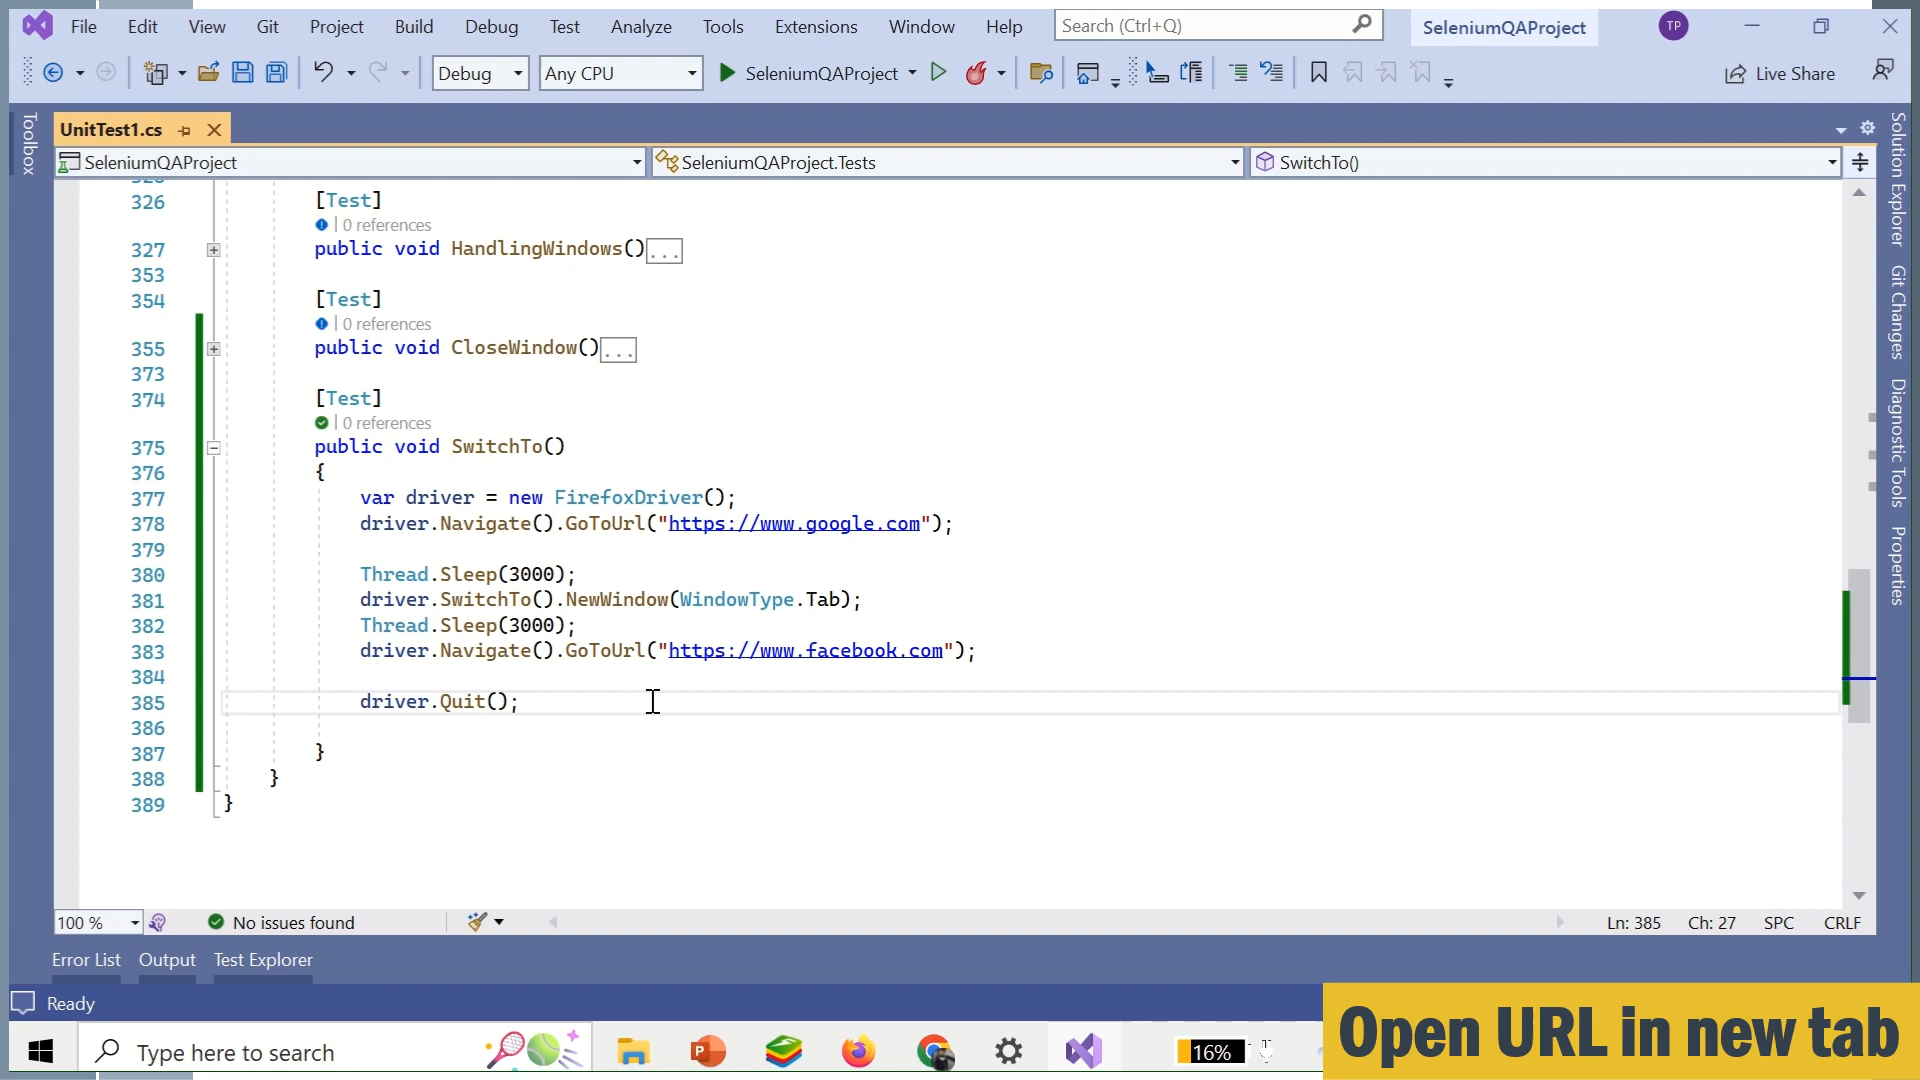 File Edit View Git Project Build Debug Test Analyze Tools Extensions Window Help Search (Ctrl+Q) SeleniumQAProject TP
Debug Any CPU SeleniumQAProject Live Share
Toolbox
UnitTest1.cs
SeleniumQAProject SeleniumQAProject.Tests SwitchTo()
326 [Test]
0 references
327 public void HandlingWindows()...
353
354 [Test]
0 references
355 public void CloseWindow()...
373
374 [Test]
0 references
375 public void SwitchTo()
376 {
377 var driver = new FirefoxDriver();
378 driver.Navigate().GoToUrl("https://www.google.com");
379
380 Thread.Sleep(3000);
381 driver.SwitchTo().NewWindow(WindowType.Tab);
382 Thread.Sleep(3000);
383 driver.Navigate().GoToUrl("https://www.facebook.com");
384
385 driver.Quit();
386
387 }
388 }
389 }
Solution Explorer
Git Changes
Diagnostic Tools
Properties
100 % No issues found Ln: 385 Ch: 27 SPC CRLF
Error List Output Test Explorer
Ready
Type here to search P 16%
Open URL in new tab